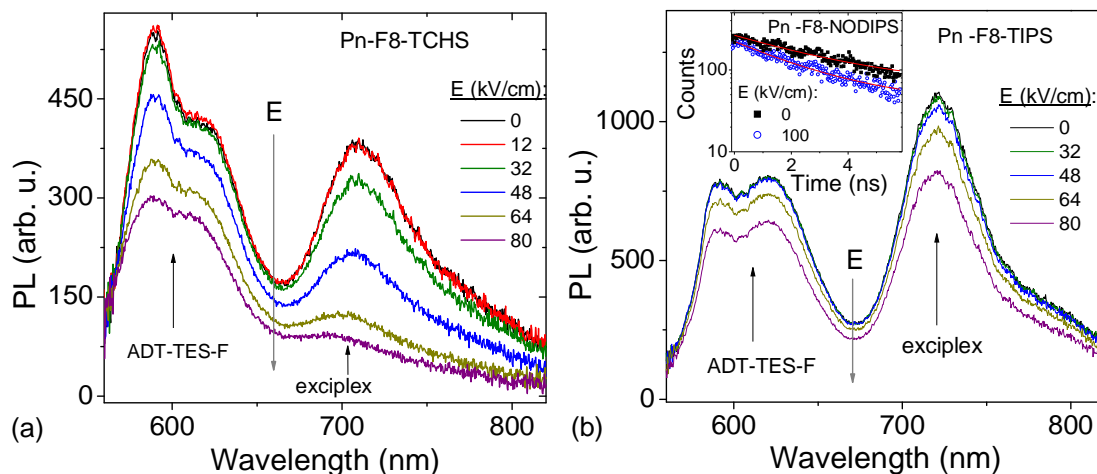 Pn-F8-TCHS
E (kV/cm):
0
12
32
48
64
80
E
ADT-TES-F
exciplex
450
300
150
0
PL (arb. u.)
600
700
800
Wavelength (nm)
(a)
Pn -F8-NODIPS
E (kV/cm):
0
100
Counts
100
10
0
2
4
Time (ns)
Pn -F8-TIPS
E (kV/cm):
0
32
48
64
80
E
ADT-TES-F
exciplex
1000
750
500
250
0
PL (arb. u.)
600
700
800
Wavelength (nm)
(b)